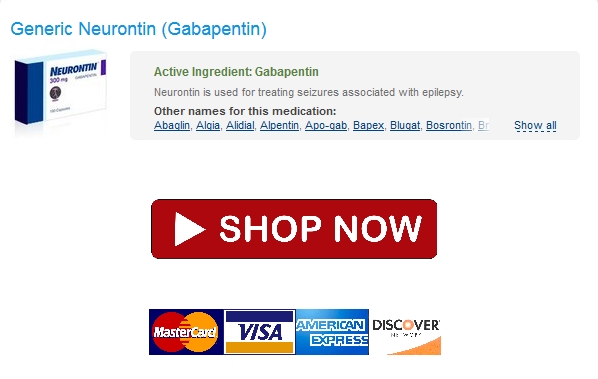 Generic Neurontin (Gabapentin)
NEURONTIN
300 mg
GABAPENTIN
Active Ingredient: Gabapentin
Neurontin is used for treating seizures associated with epilepsy.
Other names for this medication:
Abaglin, Algia, Alidial, Alpentin, Apo-gab, Bapex, Blugat, Bosrontin, Br
Show all
SHOP NOW
MasterCard
VISA
AMERICAN EXPRESS
DISCOVER
NETWORK